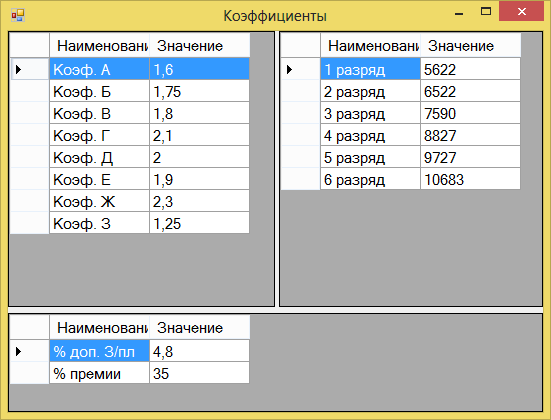 Коэффициенты
Наименовани Значение
Коэф. А 1,6
Коэф. Б 1,75
Коэф. В 1,8
Коэф. Г 2,1
Коэф. Д 2
Коэф. Е 1,9
Коэф. Ж 2,3
Коэф. З 1,25
Наименовани Значение
1 разряд 5622
2 разряд 6522
3 разряд 7590
4 разряд 8827
5 разряд 9727
6 разряд 10683
Наименовани Значение
% доп. З/пл 4,8
% премии 35